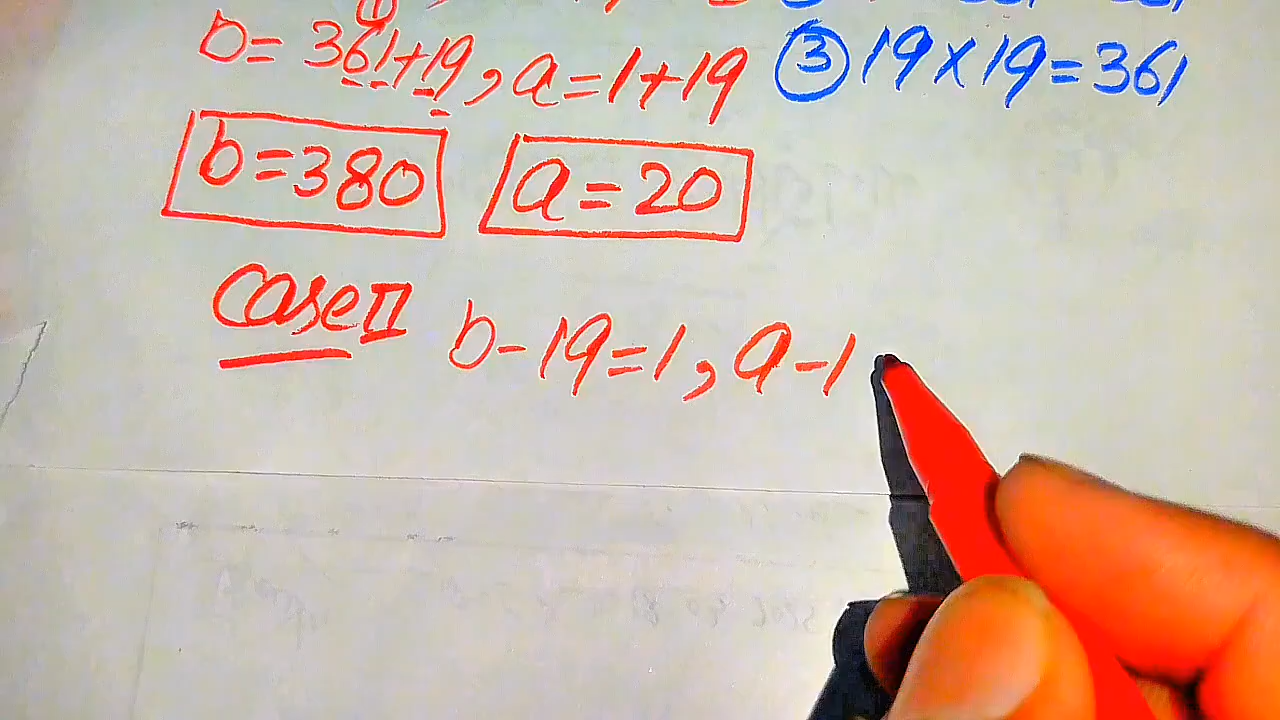 b= 361+19, a=1+19
③ 19×19=361
b=380 a=20
Case II b-19=1, a-1